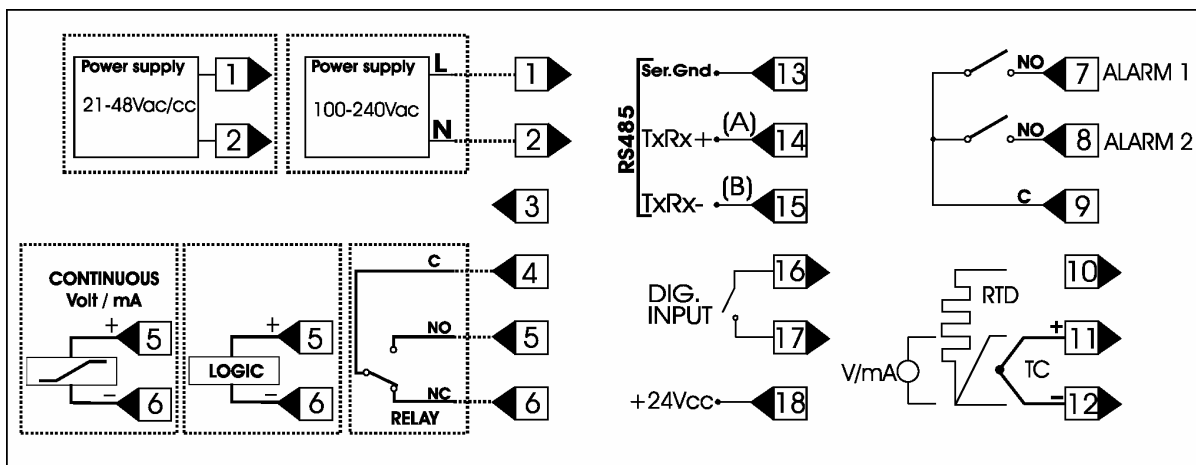 Power supply
21-48Vac/cc
1
2
Power supply
100-240Vac
L
N
1
2
3
RS485
Ser.Gnd
13
TxRx+
(A)
14
TxRx-
(B)
15
NO
7
ALARM 1
NO
8
ALARM 2
C
9
CONTINUOUS
Volt / mA
+
5
−
6
+
5
LOGIC
−
6
C
4
NO
5
NC
6
RELAY
16
DIG.
INPUT
17
+24Vcc
18
10
RTD
+
11
V/mA
TC
−
12